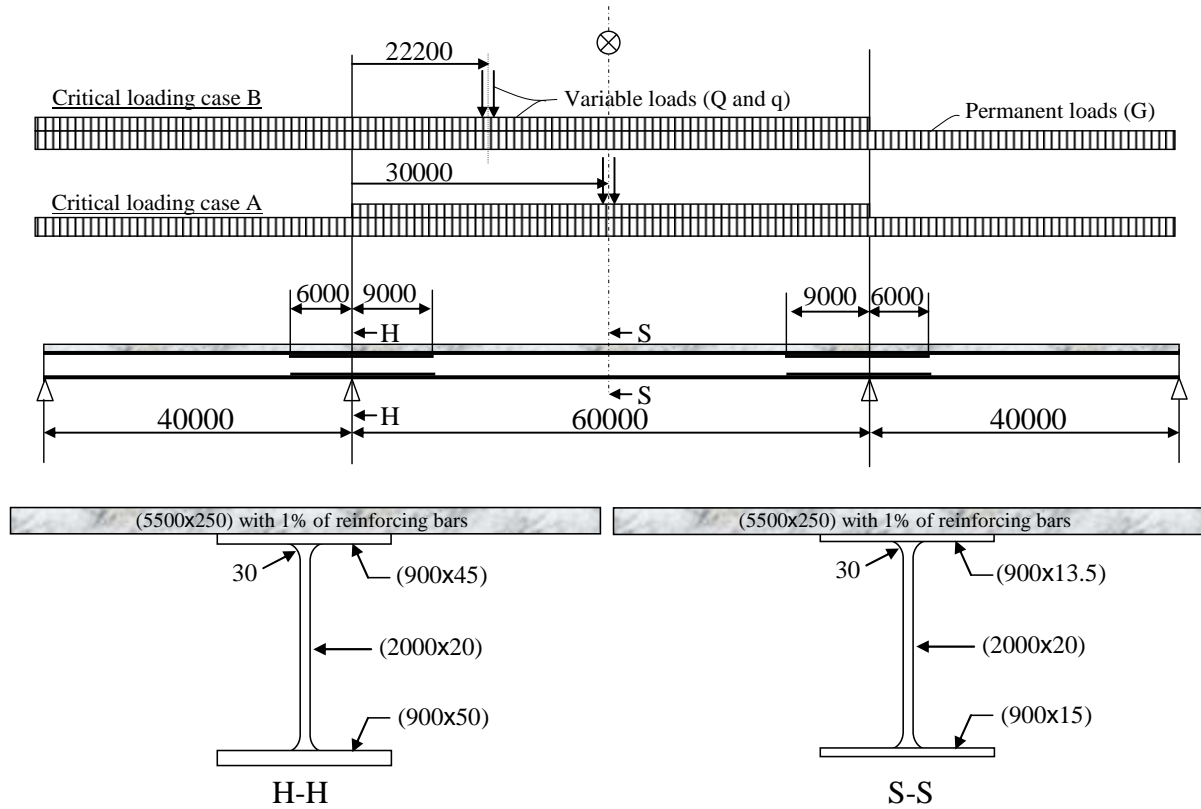 22200
Critical loading case B
Variable loads (Q and q)
Permanent loads (G)
30000
Critical loading case A
6000 9000 9000 6000
H S
S
H
40000 60000 40000
(5500x250) with 1% of reinforcing bars (5500x250) with 1% of reinforcing bars
30 (900x45) 30 (900x13.5)
(2000x20) (2000x20)
(900x50) (900x15)
H-H S-S